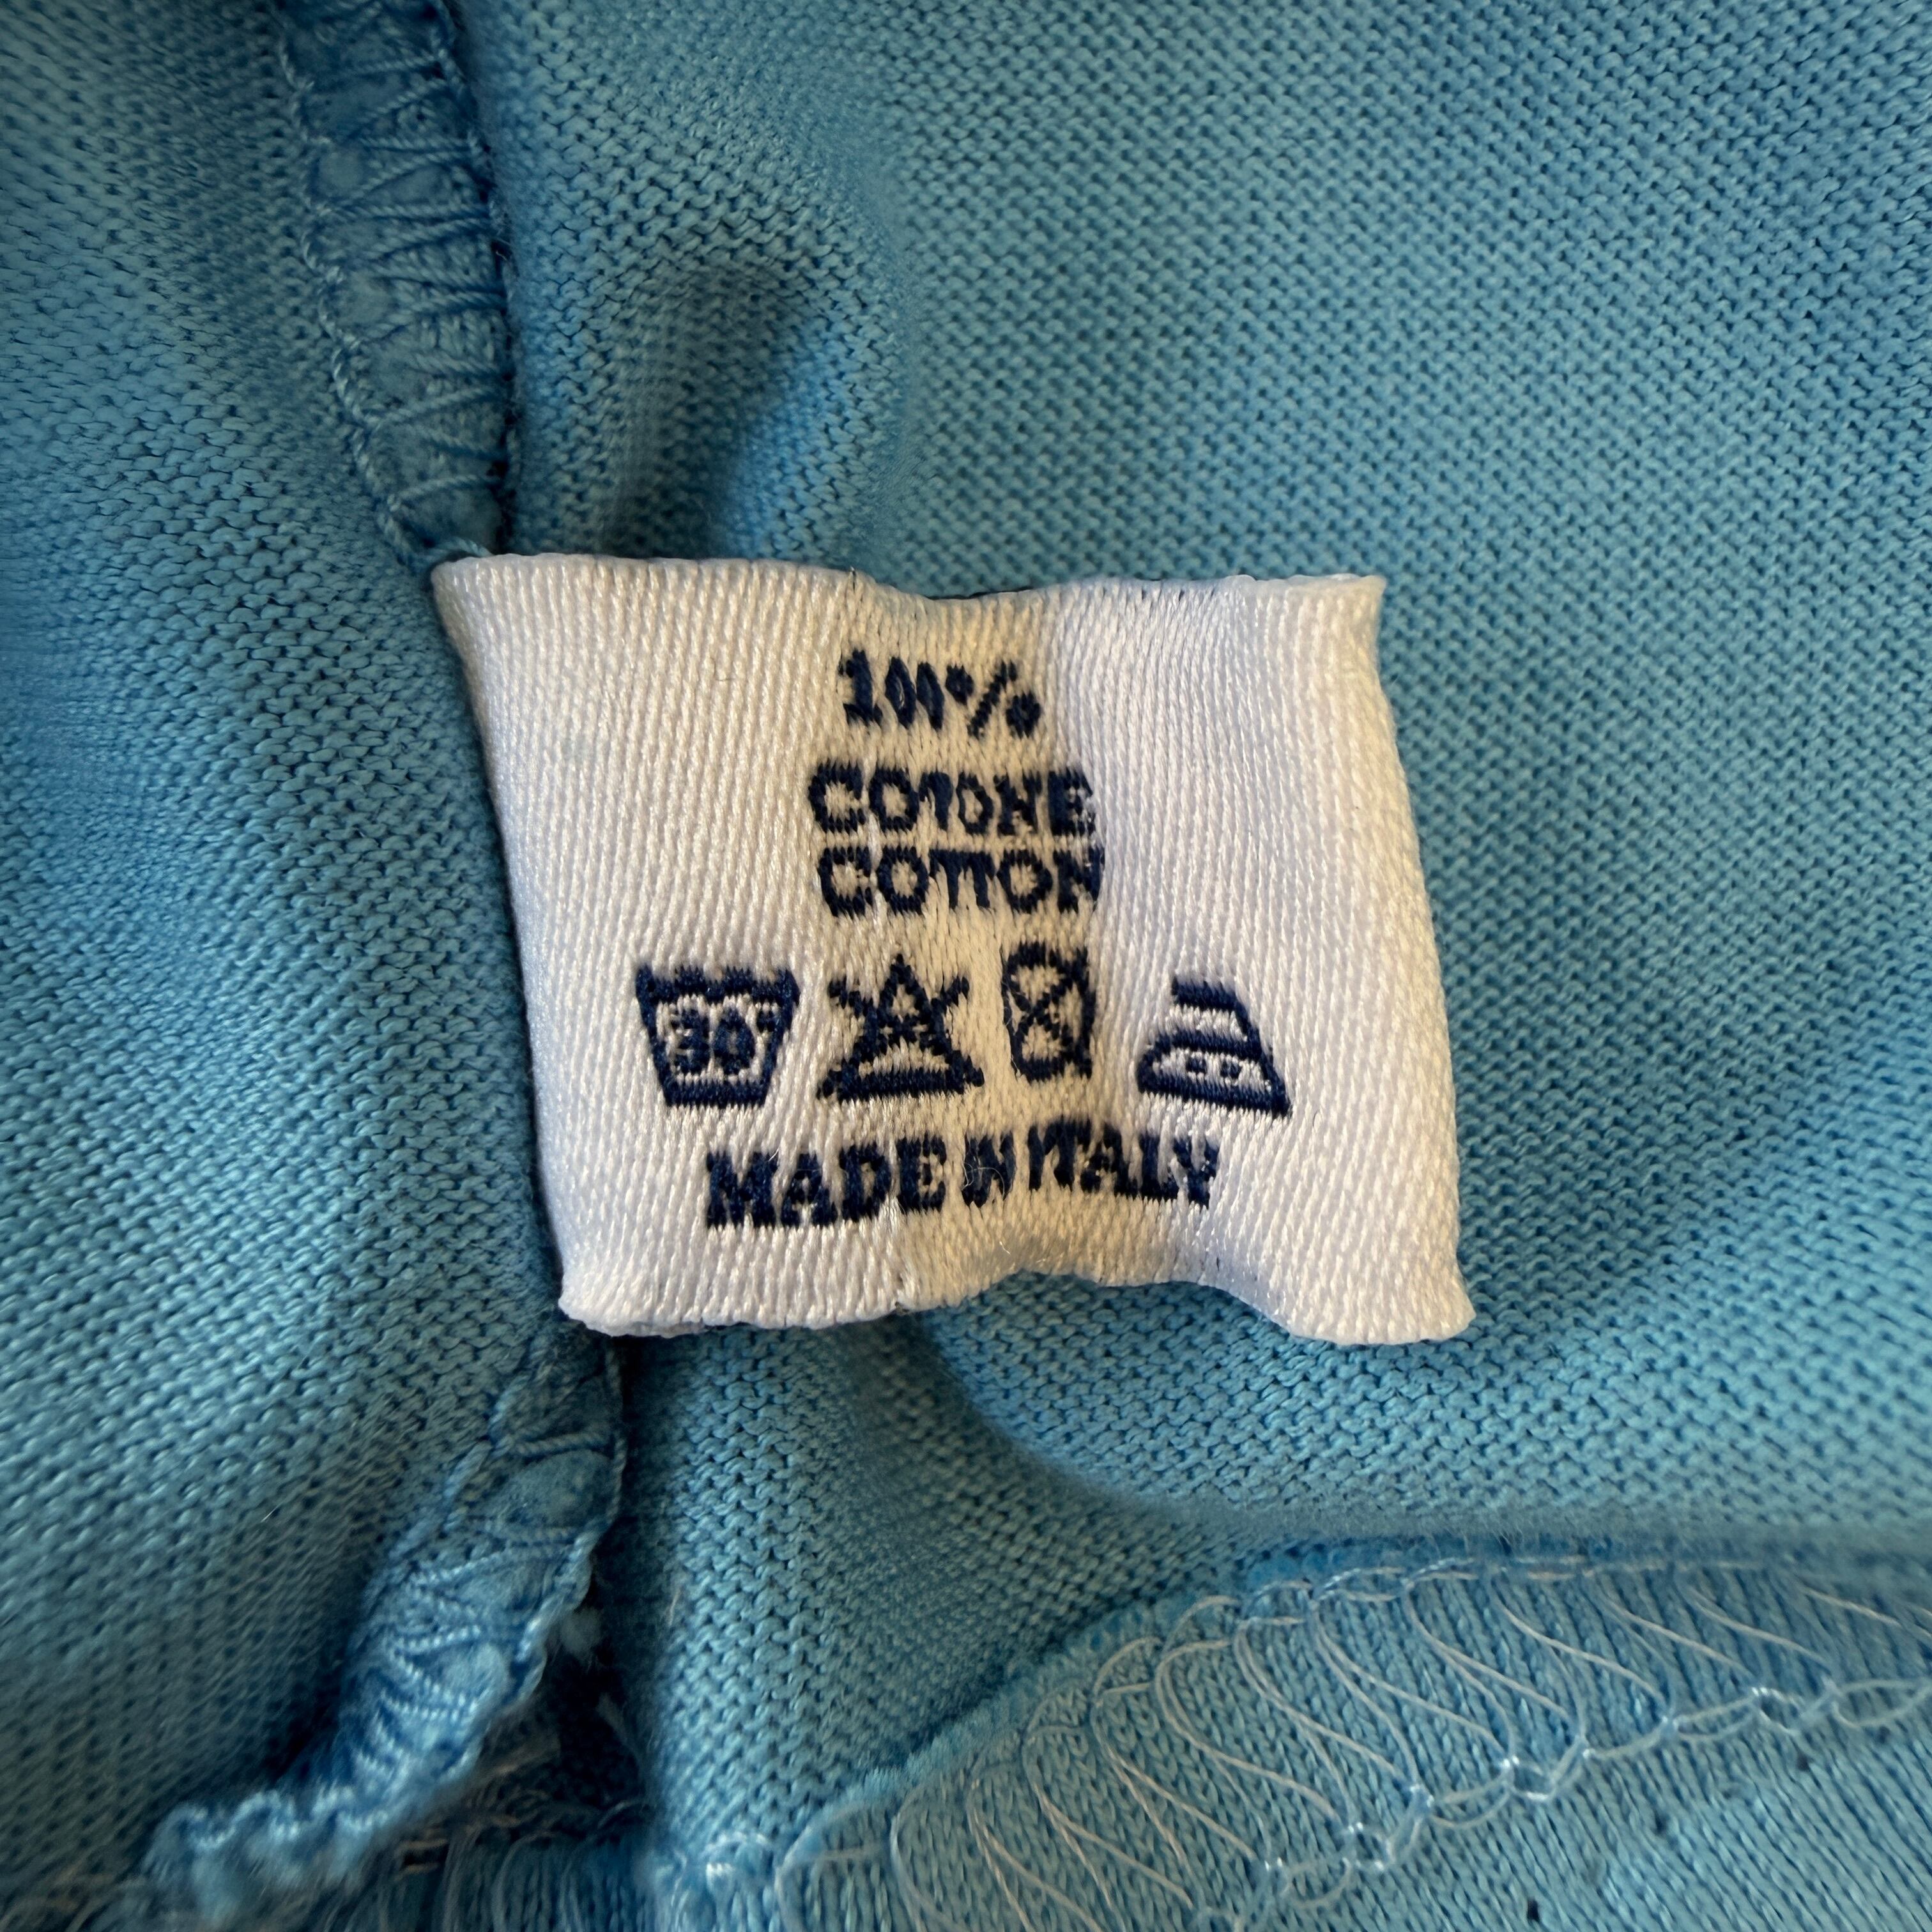 100%
COTONE
COTTON
30°
MADE IN ITALY